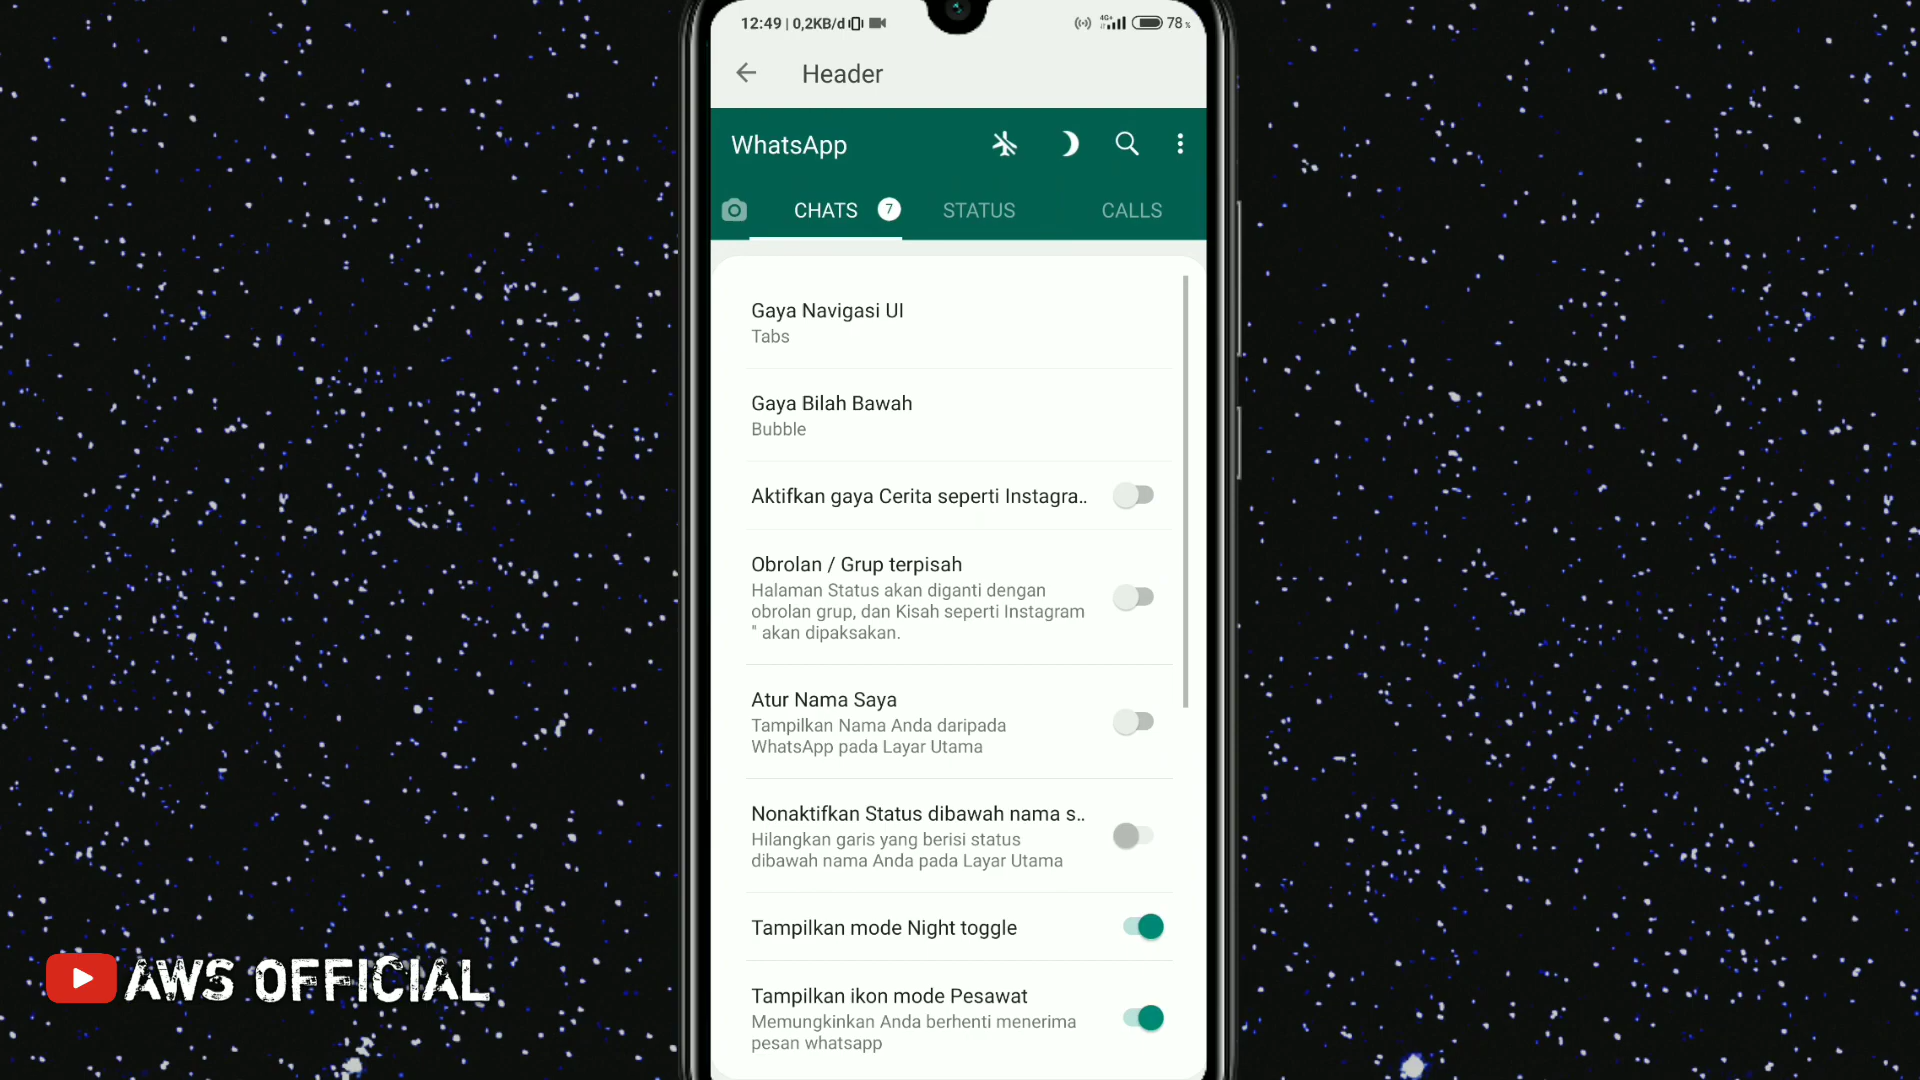 12:49 | 0,2KB/d
4G+
78%
Header
WhatsApp
CHATS 7 STATUS CALLS
Gaya Navigasi UI
Tabs
Gaya Bilah Bawah
Bubble
Aktifkan gaya Cerita seperti Instagra..
Obrolan / Grup terpisah
Halaman Status akan diganti dengan
obrolan grup, dan Kisah seperti Instagram
" akan dipaksakan.
Atur Nama Saya
Tampilkan Nama Anda daripada
WhatsApp pada Layar Utama
Nonaktifkan Status dibawah nama s..
Hilangkan garis yang berisi status
dibawah nama Anda pada Layar Utama
Tampilkan mode Night toggle
Tampilkan ikon mode Pesawat
Memungkinkan Anda berhenti menerima
pesan whatsapp
AWS OFFICIAL